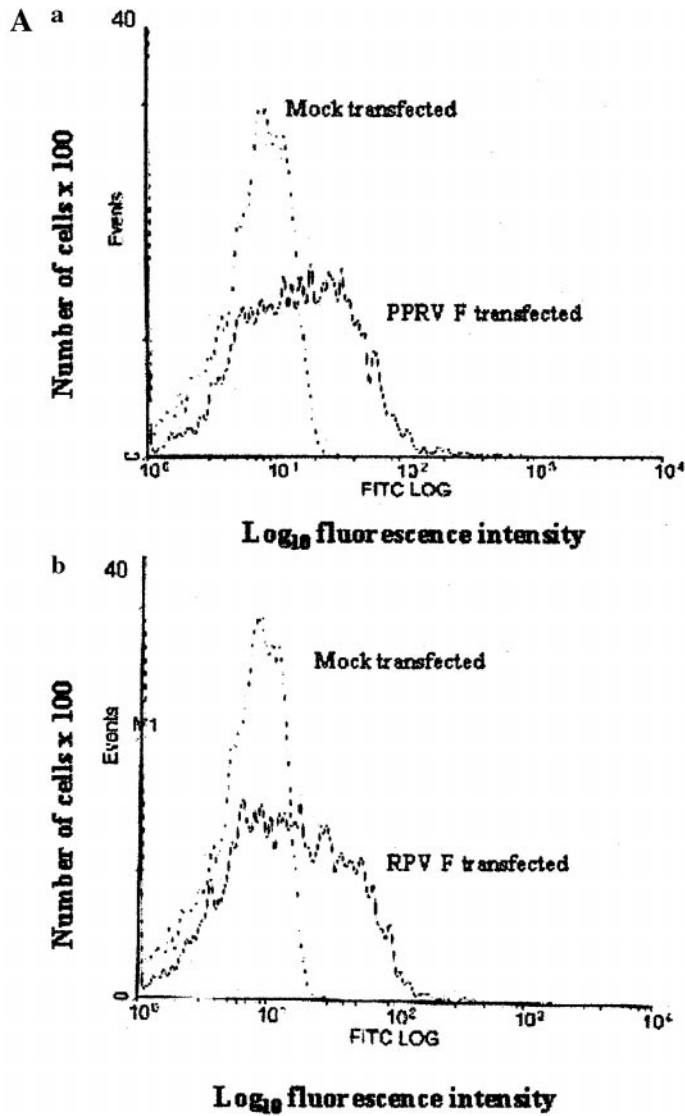 A a
40
Mock transfected
Number of cells x 100
Events
PPRV F transfected
0
10⁰ 10¹ 10² 10³ 10⁴
FITC LOG
Log₁₀ fluorescence intensity
b
40
Mock transfected
Number of cells x 100
Events
M1
RPV F transfected
0
10⁰ 10¹ 10² 10³ 10⁴
FITC LOG
Log₁₀ fluorescence intensity